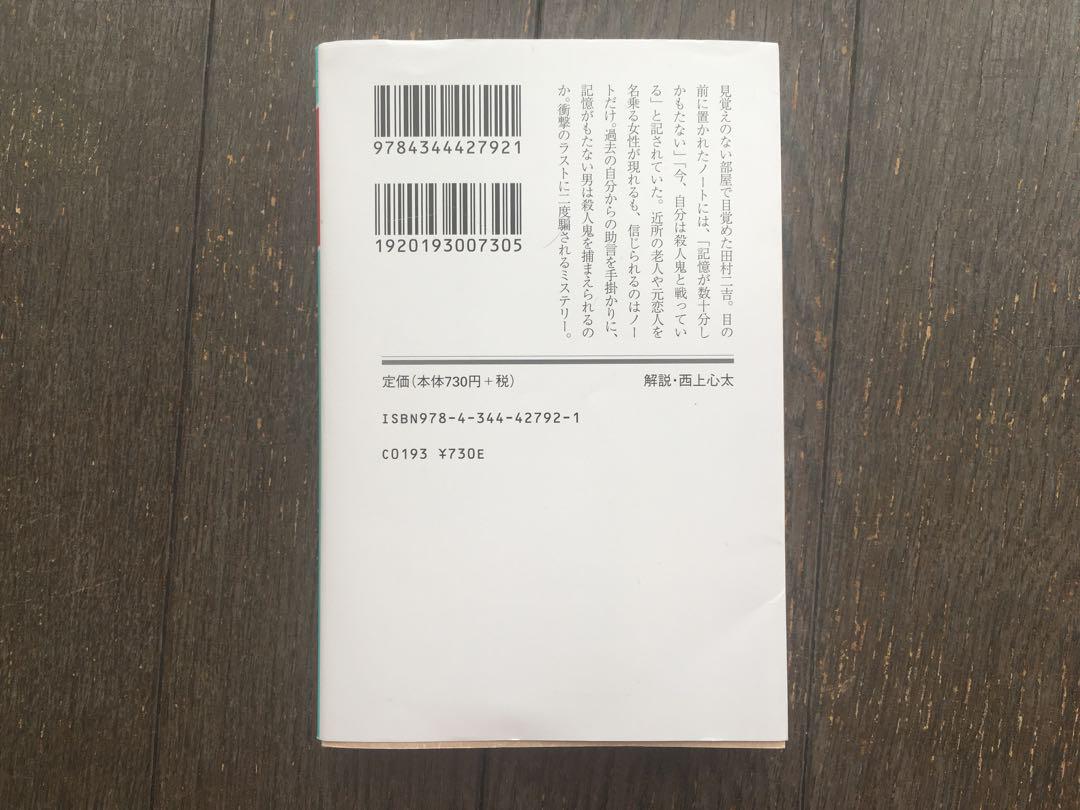 9784344427921
1920193007305
見覚えのない部屋で目覚めた田村二吉。目の
前に置かれたノートには、「記憶が数十分し
かもたない」「今、自分は殺人鬼と戦ってい
る」と記されていた。近所の老人や元恋人を
名乗る女性が現れるも、信じられるのはノー
トだけ。過去の自分からの助言を手掛かりに、
記憶がもたない男は殺人鬼を捕まえられるの
か。衝撃のラストに二度騙されるミステリー。
定価(本体730円+税)
解説・西上心太
ISBN978-4-344-42792-1
C0193 ¥730E